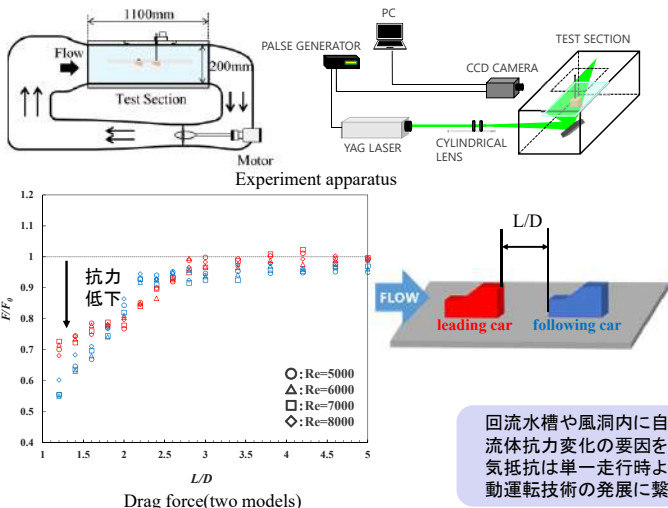 1100mm
Flow
200mm
Test Section
Motor
PC
PALSE GENERATOR
CCD CAMERA
TEST SECTION
YAG LASER
CYLINDRICAL
LENS
Experiment apparatus
1.2
1.1
1
0.9
0.8
0.7
0.6
0.5
0.4
F/F0
抗力
低下
:Re=5000
:Re=6000
:Re=7000
:Re=8000
1
1.5
2
2.5
3
3.5
4
4.5
5
L/D
Drag force(two models)
L/D
FLOW
leading car
following car
回流水槽や風洞内に自
流体抗力変化の要因を
気抵抗は単一走行時よ
動運転技術の発展に繋